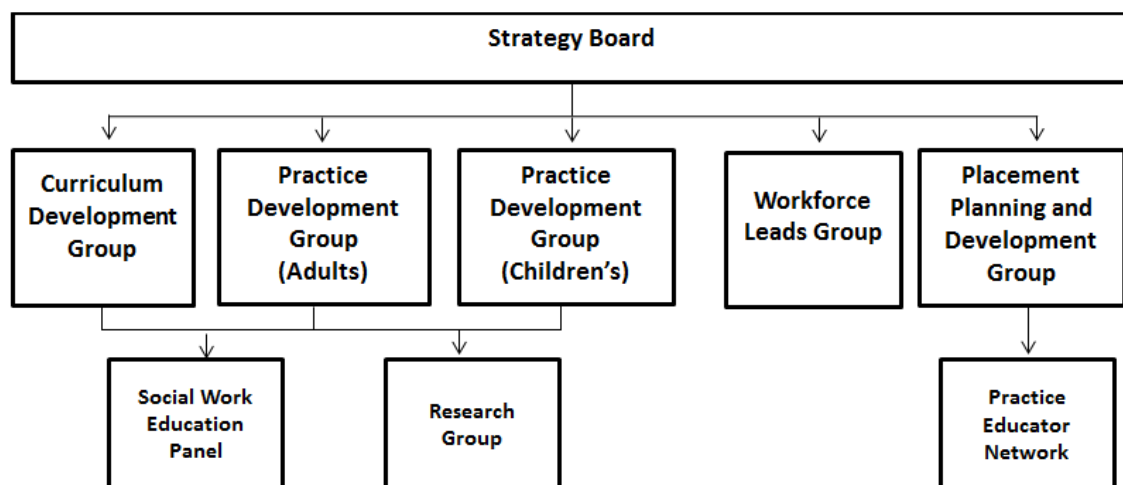 Strategy Board
Curriculum
Development
Group
Practice
Development
Group
(Adults)
Practice
Development
Group
(Children's)
Workforce
Leads Group
Placement
Planning and
Development
Group
Social Work
Education
Panel
Research
Group
Practice
Educator
Network